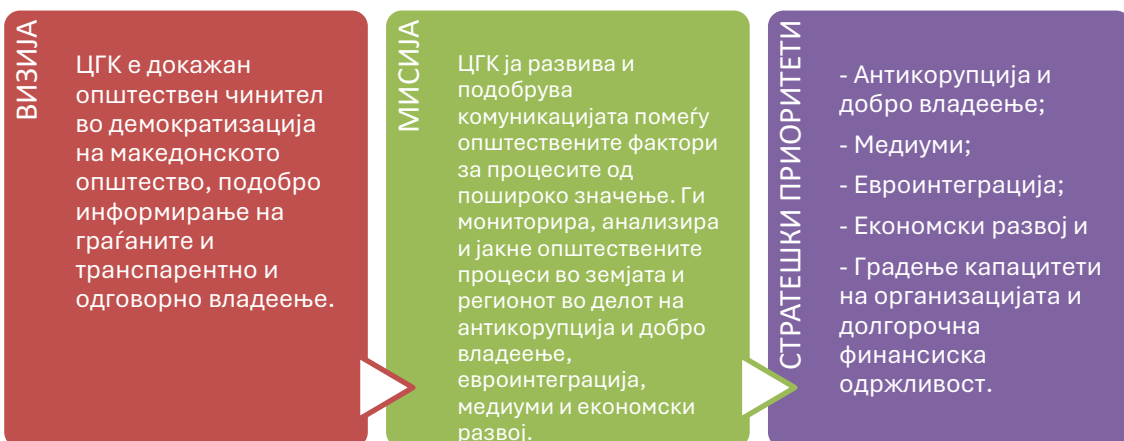 ВИЗИЈА
ЦГК е докажан
општествен чинител
во демократизација
на македонското
општество, подобро
информирање на
граѓаните и
транспарентно и
одговорно владеење.
МИСИЈА
ЦГК ја развива и
подобрува
комуникацијата помеѓу
општествените фактори
за процесите од
пошироко значење. Ги
мониторира, анализира
и јакне општествените
процеси во земјата и
регионот во делот на
антикорупција и добро
владеење,
евроинтеграција,
медиуми и економски
развој.
СТРАТЕШКИ ПРИОРИТЕТИ
- Антикорупција и
добро владеење;
- Медиуми;
- Евроинтеграција;
- Економски развој и
- Градење капацитети
на организацијата и
долгорочна
финансиска
одржливост.